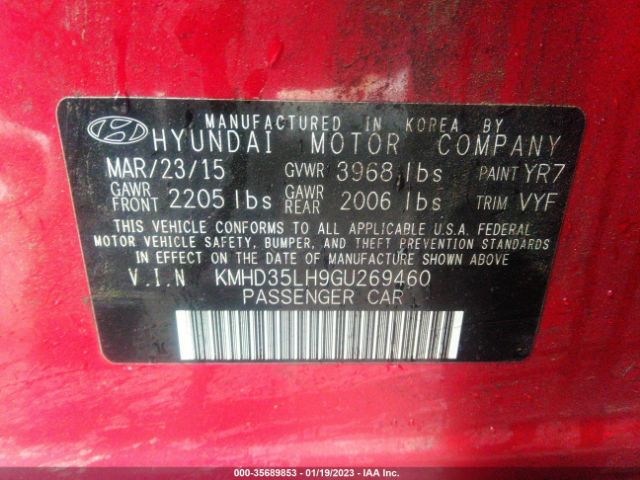 MANUFACTURED IN KOREA BY
HYUNDAI MOTOR COMPANY
MAR/23/15 GVWR 3968 lbs PAINT YR7
GAWR FRONT 2205 lbs GAWR REAR 2006 lbs TRIM VYF
THIS VEHICLE CONFORMS TO ALL APPLICABLE U.S.A. FEDERAL
MOTOR VEHICLE SAFETY, BUMPER, AND THEFT PREVENTION STANDARDS
IN EFFECT ON THE DATE OF MANUFACTURE SHOWN ABOVE
V.I.N KMHD35LH9GU269460
PASSENGER CAR
000-35689853 - 01/19/2023 - IAA Inc.